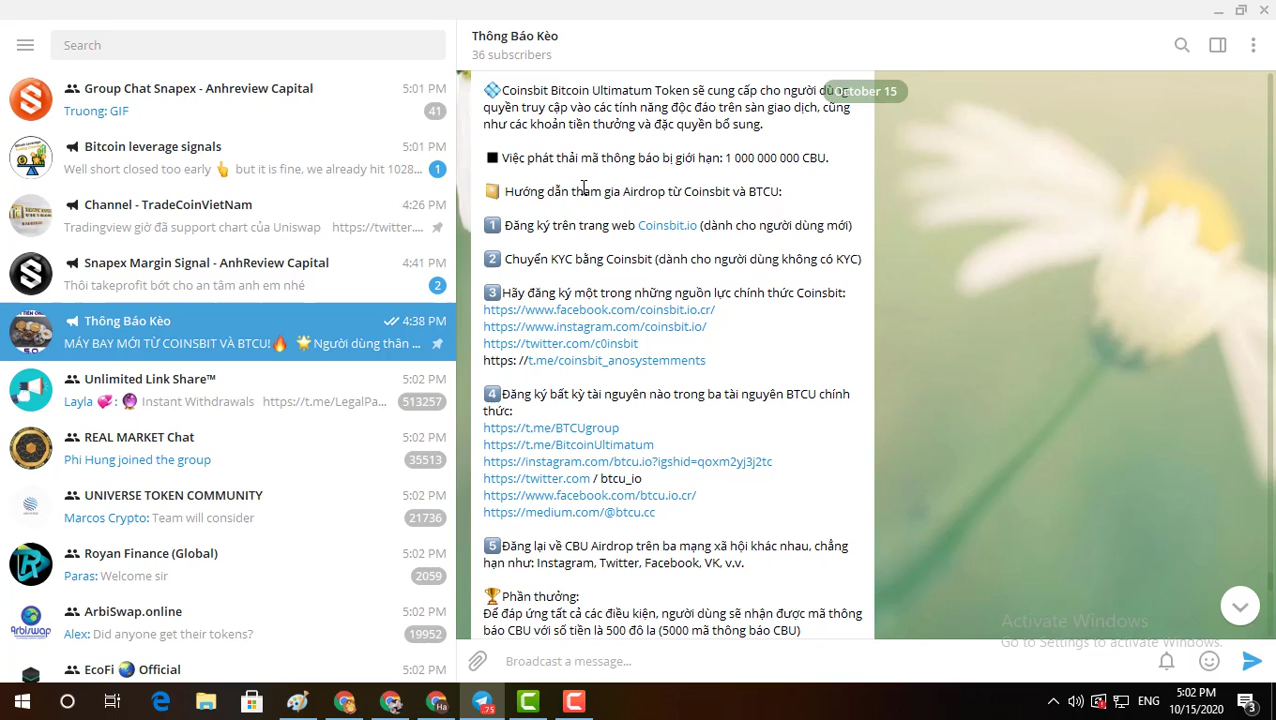 Search
Group Chat Snapex - Anhreview Capital
5:01 PM
Truong: GIF
41
Bitcoin leverage signals
5:01 PM
Well short closed too early 👆 but it is fine, we already hit 1028...
1
Channel - TradeCoinVietNam
4:26 PM
Tradingview giờ đã support chart của Uniswap https://twitter....
Snapex Margin Signal - AnhReview Capital
4:41 PM
Thôi takeprofit bớt cho an tâm anh em nhé
2
Thông Báo Kèo
4:38 PM
MÁY BAY MỚI TỪ COINSBIT VÀ BTCU!🔥 🌟Người dùng thân ...
Unlimited Link Share™
5:02 PM
Layla 💞: 🔮 Instant Withdrawals https://t.me/LegalPa...
513257
REAL MARKET Chat
5:02 PM
Phi Hung joined the group
35513
UNIVERSE TOKEN COMMUNITY
5:02 PM
Marcos Crypto: Team will consider
21736
Royan Finance (Global)
5:02 PM
Paras: Welcome sir
2059
ArbiSwap.online
5:02 PM
Alex: Did anyone get their tokens?
19952
Arbiswap
EcoFi 🌏 Official
5:02 PM
Thông Báo Kèo
36 subscribers
October 15
💠Coinsbit Bitcoin Ultimatum Token sẽ cung cấp cho người
quyền truy cập vào các tính năng độc đáo trên sàn giao dịch, cũng
như các khoản tiền thưởng và đặc quyền bổ sung.
◼ Việc phát thải mã thông báo bị giới hạn: 1 000 000 000 CBU.
📒 Hướng dẫn tham gia Airdrop từ Coinsbit và BTCU:
1️⃣ Đăng ký trên trang web Coinsbit.io (dành cho người dùng mới)
2️⃣ Chuyển KYC bằng Coinsbit (dành cho người dùng không có KYC)
3️⃣ Hãy đăng ký một trong những nguồn lực chính thức Coinsbit:
https://www.facebook.com/coinsbit.io.cr/
https://www.instagram.com/coinsbit.io/
https://twitter.com/c0insbit
https: //t.me/coinsbit_anosystemments
4️⃣Đăng ký bất kỳ tài nguyên nào trong ba tài nguyên BTCU chính
thức:
https://t.me/BTCUgroup
https://t.me/BitcoinUltimatum
https://instagram.com/btcu.io?igshid=qoxm2yj3j2tc
https://twitter.com / btcu_io
https://www.facebook.com/btcu.io.cr/
https://medium.com/@btcu.cc
5️⃣Đăng lại về CBU Airdrop trên ba mạng xã hội khác nhau, chẳng
hạn như: Instagram, Twitter, Facebook, VK, v.v.
🏆Phần thưởng:
Để đáp ứng tất cả các điều kiện, người dùng sẽ nhận được mã thông
báo CBU với số tiền là 500 đô la (5000 mã thông báo CBU)
Activate Windows
Go to Settings to activate Windows.
Broadcast a message...
Ha
.75
ENG
5:02 PM
10/15/2020
3